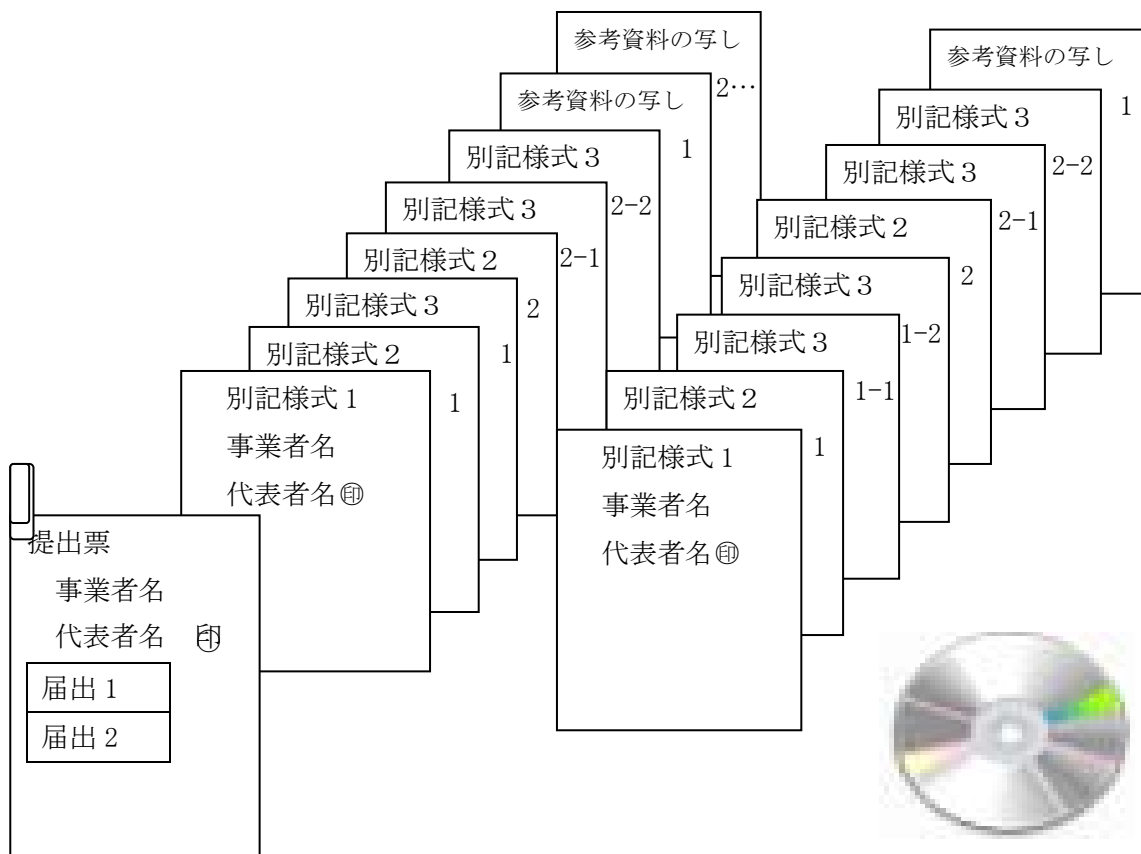 提出票
事業者名
代表者名 ㊞
届出1
届出2
別記様式1
事業者名
代表者名㊞
別記様式2
1
別記様式3
1
別記様式2
2
別記様式3
2-1
別記様式3
2-2
参考資料の写し
1
参考資料の写し
2…
別記様式1
事業者名
代表者名㊞
別記様式2
1
別記様式3
1-1
別記様式3
1-2
別記様式2
2
別記様式3
2-1
別記様式3
2-2
参考資料の写し
1